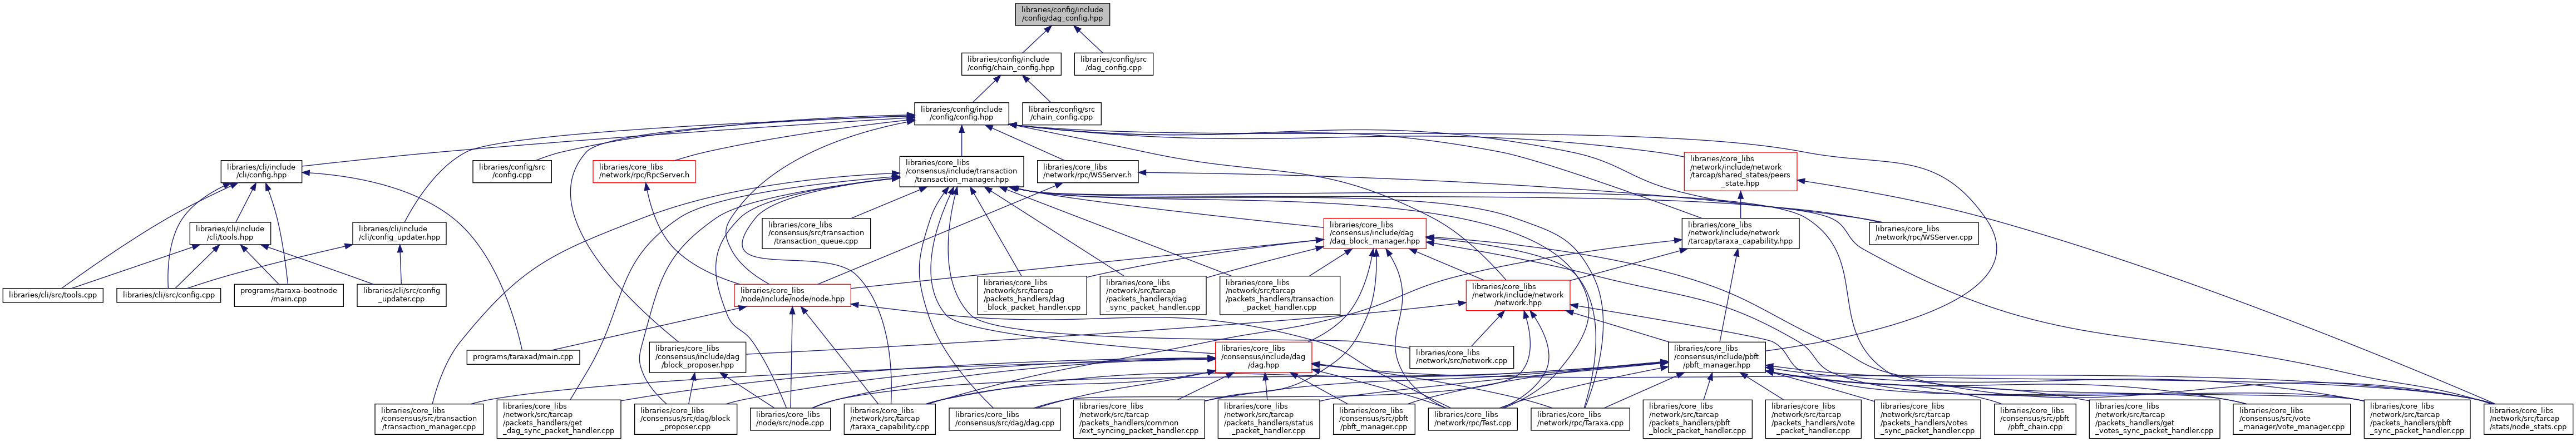 libraries/config/include
/config/dag_config.hpp
libraries/config/include
/config/chain_config.hpp
libraries/config/src
/dag_config.cpp
libraries/config/include
/config/config.hpp
libraries/config/src
/chain_config.cpp
libraries/cli/include
/cli/config.hpp
libraries/config/src
/config.cpp
libraries/core_libs
/network/rpc/RpcServer.h
libraries/core_libs
/consensus/include/transaction
/transaction_manager.hpp
libraries/core_libs
/network/rpc/WSServer.h
libraries/core_libs
/network/include/network
/tarcap/shared_states/peers
_state.hpp
libraries/cli/include
/cli/tools.hpp
libraries/cli/include
/cli/config_updater.hpp
libraries/core_libs
/consensus/src/transaction
/transaction_queue.cpp
libraries/core_libs
/consensus/include/dag
/dag_block_manager.hpp
libraries/core_libs
/network/include/network
/tarcap/taraxa_capability.hpp
libraries/core_libs
/network/rpc/WSServer.cpp
libraries/cli/src/tools.cpp
libraries/cli/src/config.cpp
programs/taraxa-bootnode
/main.cpp
libraries/cli/src/config
_updater.cpp
libraries/core_libs
/node/include/node/node.hpp
libraries/core_libs
/network/src/tarcap
/packets_handlers/dag
_block_packet_handler.cpp
libraries/core_libs
/network/src/tarcap
/packets_handlers/dag
_sync_packet_handler.cpp
libraries/core_libs
/network/src/tarcap
/packets_handlers/transaction
_packet_handler.cpp
libraries/core_libs
/network/include/network
/network.hpp
programs/taraxad/main.cpp
libraries/core_libs
/consensus/include/dag
/block_proposer.hpp
libraries/core_libs
/consensus/include/dag
/dag.hpp
libraries/core_libs
/network/src/network.cpp
libraries/core_libs
/consensus/include/pbft
/pbft_manager.hpp
libraries/core_libs
/consensus/src/transaction
/transaction_manager.cpp
libraries/core_libs
/network/src/tarcap
/packets_handlers/get
_dag_sync_packet_handler.cpp
libraries/core_libs
/consensus/src/dag/block
_proposer.cpp
libraries/core_libs
/node/src/node.cpp
libraries/core_libs
/network/src/tarcap
/taraxa_capability.cpp
libraries/core_libs
/consensus/src/dag/dag.cpp
libraries/core_libs
/network/src/tarcap
/packets_handlers/common
/ext_syncing_packet_handler.cpp
libraries/core_libs
/network/src/tarcap
/packets_handlers/status
_packet_handler.cpp
libraries/core_libs
/consensus/src/pbft
/pbft_manager.cpp
libraries/core_libs
/network/rpc/Test.cpp
libraries/core_libs
/network/rpc/Taraxa.cpp
libraries/core_libs
/network/src/tarcap
/packets_handlers/pbft
_block_packet_handler.cpp
libraries/core_libs
/network/src/tarcap
/packets_handlers/vote
_packet_handler.cpp
libraries/core_libs
/network/src/tarcap
/packets_handlers/votes
_sync_packet_handler.cpp
libraries/core_libs
/consensus/src/pbft
/pbft_chain.cpp
libraries/core_libs
/network/src/tarcap
/packets_handlers/get
_votes_sync_packet_handler.cpp
libraries/core_libs
/consensus/src/vote
_manager/vote_manager.cpp
libraries/core_libs
/network/src/tarcap
/packets_handlers/pbft
_sync_packet_handler.cpp
libraries/core_libs
/network/src/tarcap
/stats/node_stats.cpp